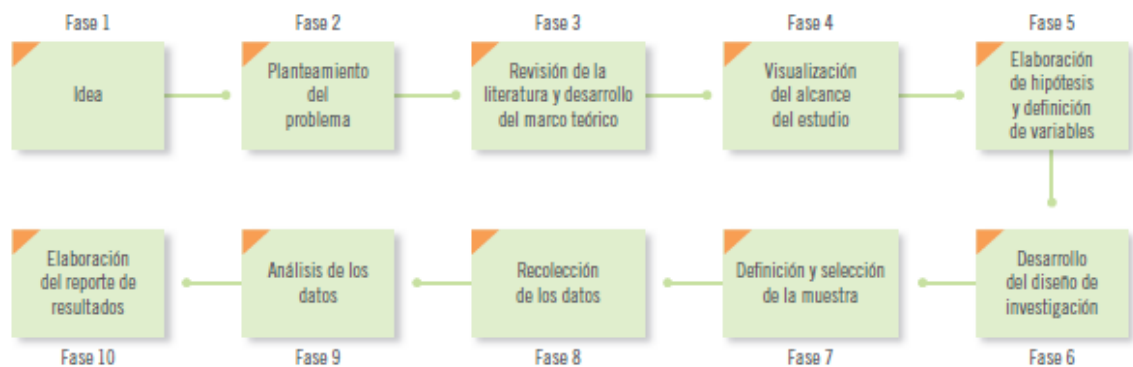 Fase 1
Idea
Fase 2
Planteamiento
del
problema
Fase 3
Revisión de la
literatura y desarrollo
del marco teórico
Fase 4
Visualización
del alcance
del estudio
Fase 5
Elaboración
de hipótesis
y definición
de variables
Desarrollo
del diseño de
investigación
Fase 6
Definición y selección
de la muestra
Fase 7
Recolección
de los datos
Fase 8
Análisis de los
datos
Fase 9
Elaboración
del reporte de
resultados
Fase 10